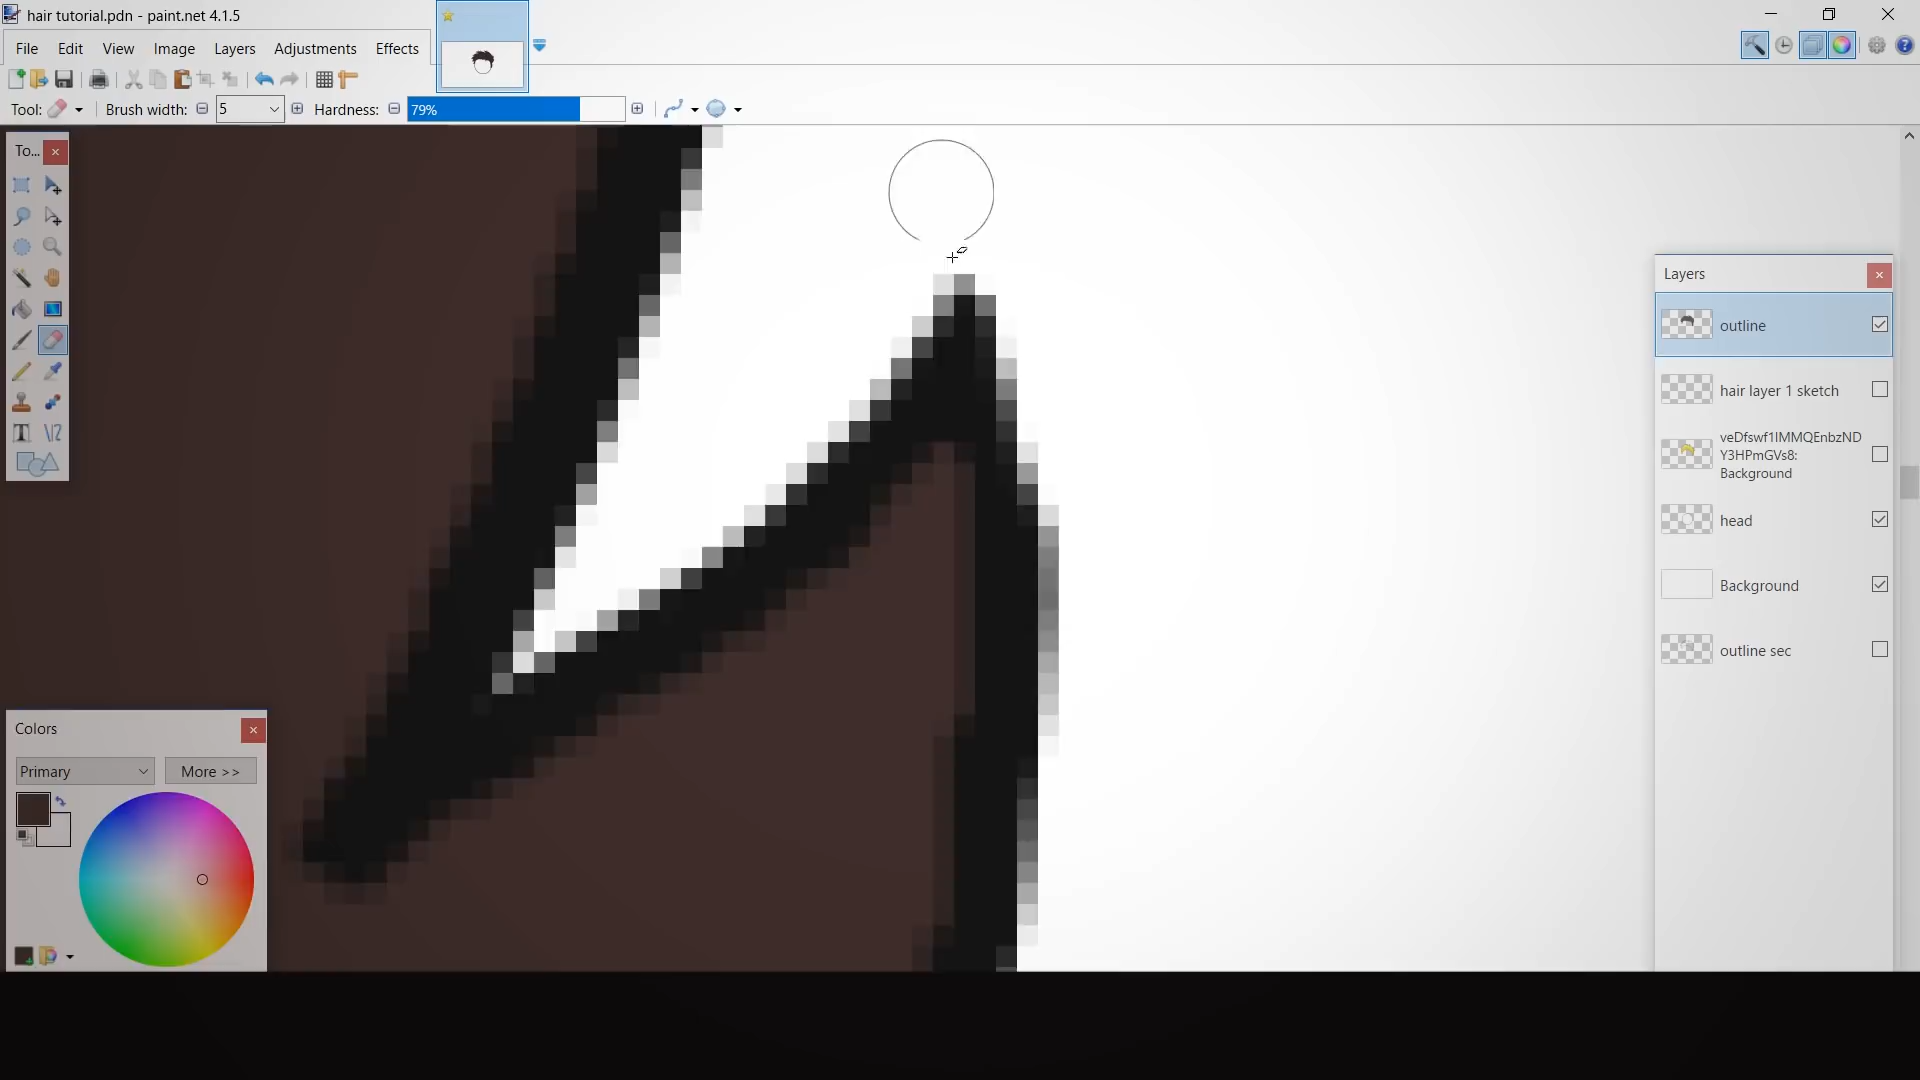 hair tutorial.pdn - paint.net 4.1.5
File Edit View Image Layers Adjustments Effects
Tool: Brush width: 5 Hardness: 79%
To...
Layers
outline
hair layer 1 sketch
veDfswf1IMMQEnbzND
Y3HPmGVs8:
Background
head
Background
outline sec
Colors
Primary More >>